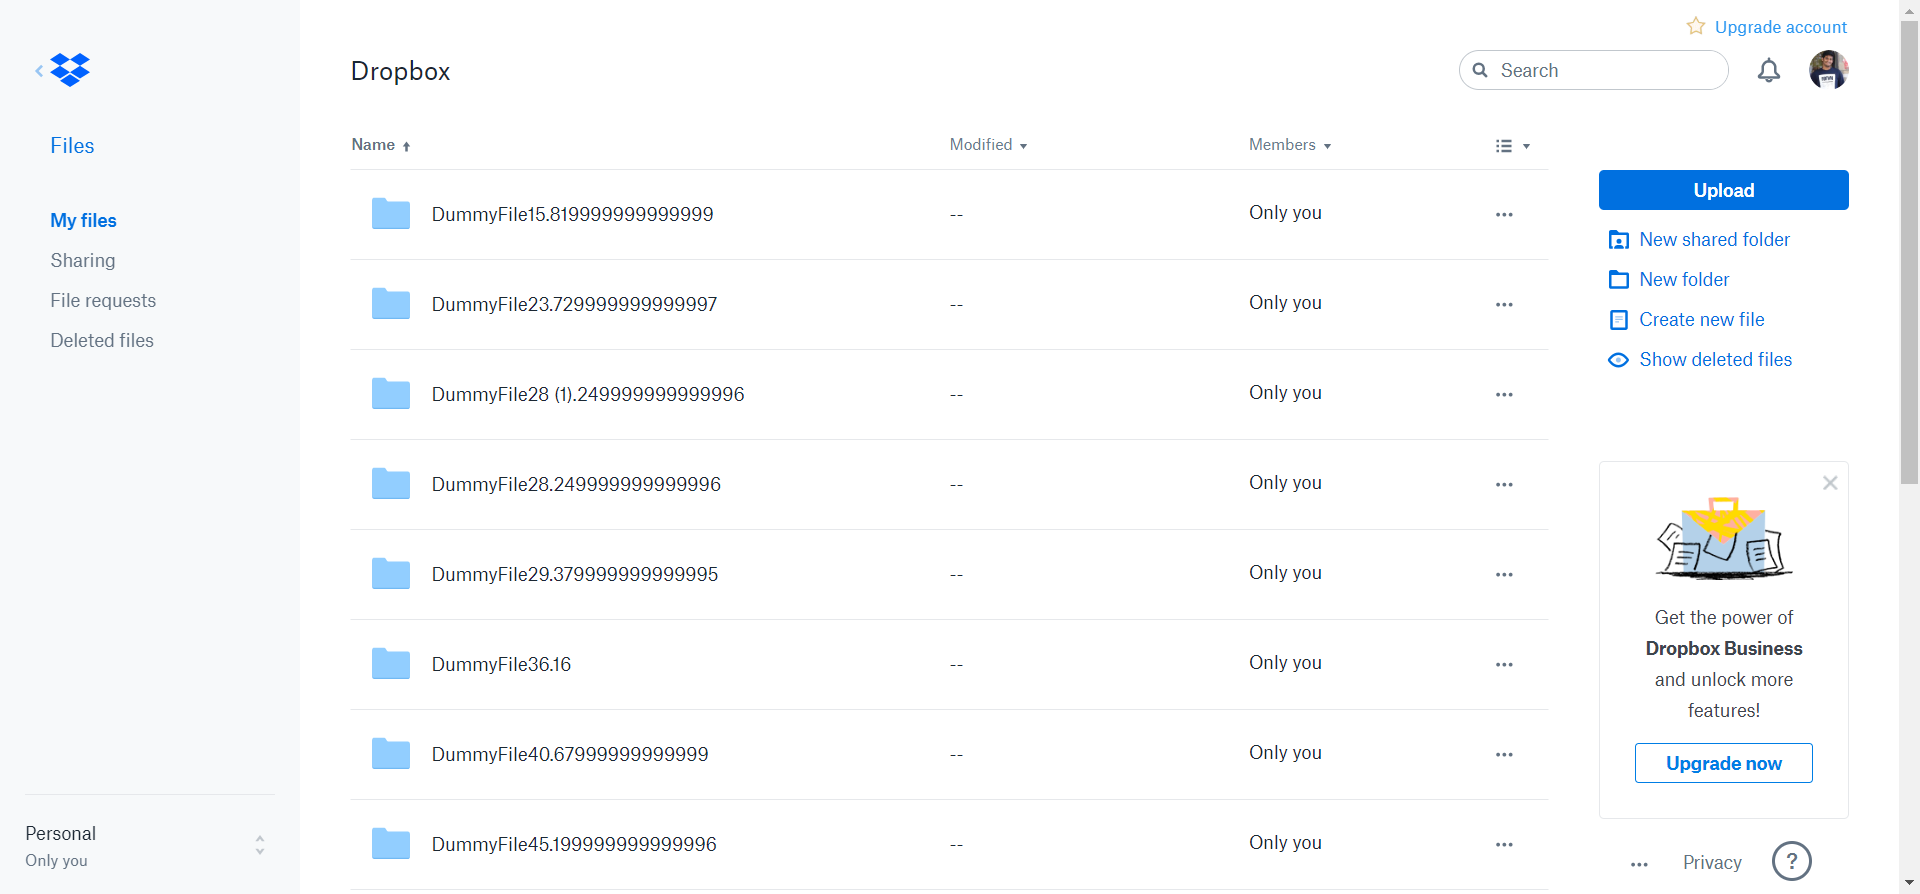 Upgrade account
Dropbox
Search
Files
My files
Sharing
File requests
Deleted files
Name
Modified
Members
DummyFile15.819999999999999
--
Only you
DummyFile23.729999999999997
--
Only you
DummyFile28 (1).249999999999996
--
Only you
DummyFile28.249999999999996
--
Only you
DummyFile29.379999999999995
--
Only you
DummyFile36.16
--
Only you
DummyFile40.67999999999999
--
Only you
DummyFile45.199999999999996
--
Only you
Upload
New shared folder
New folder
Create new file
Show deleted files
Get the power of
Dropbox Business
and unlock more
features!
Upgrade now
Personal
Only you
Privacy
?